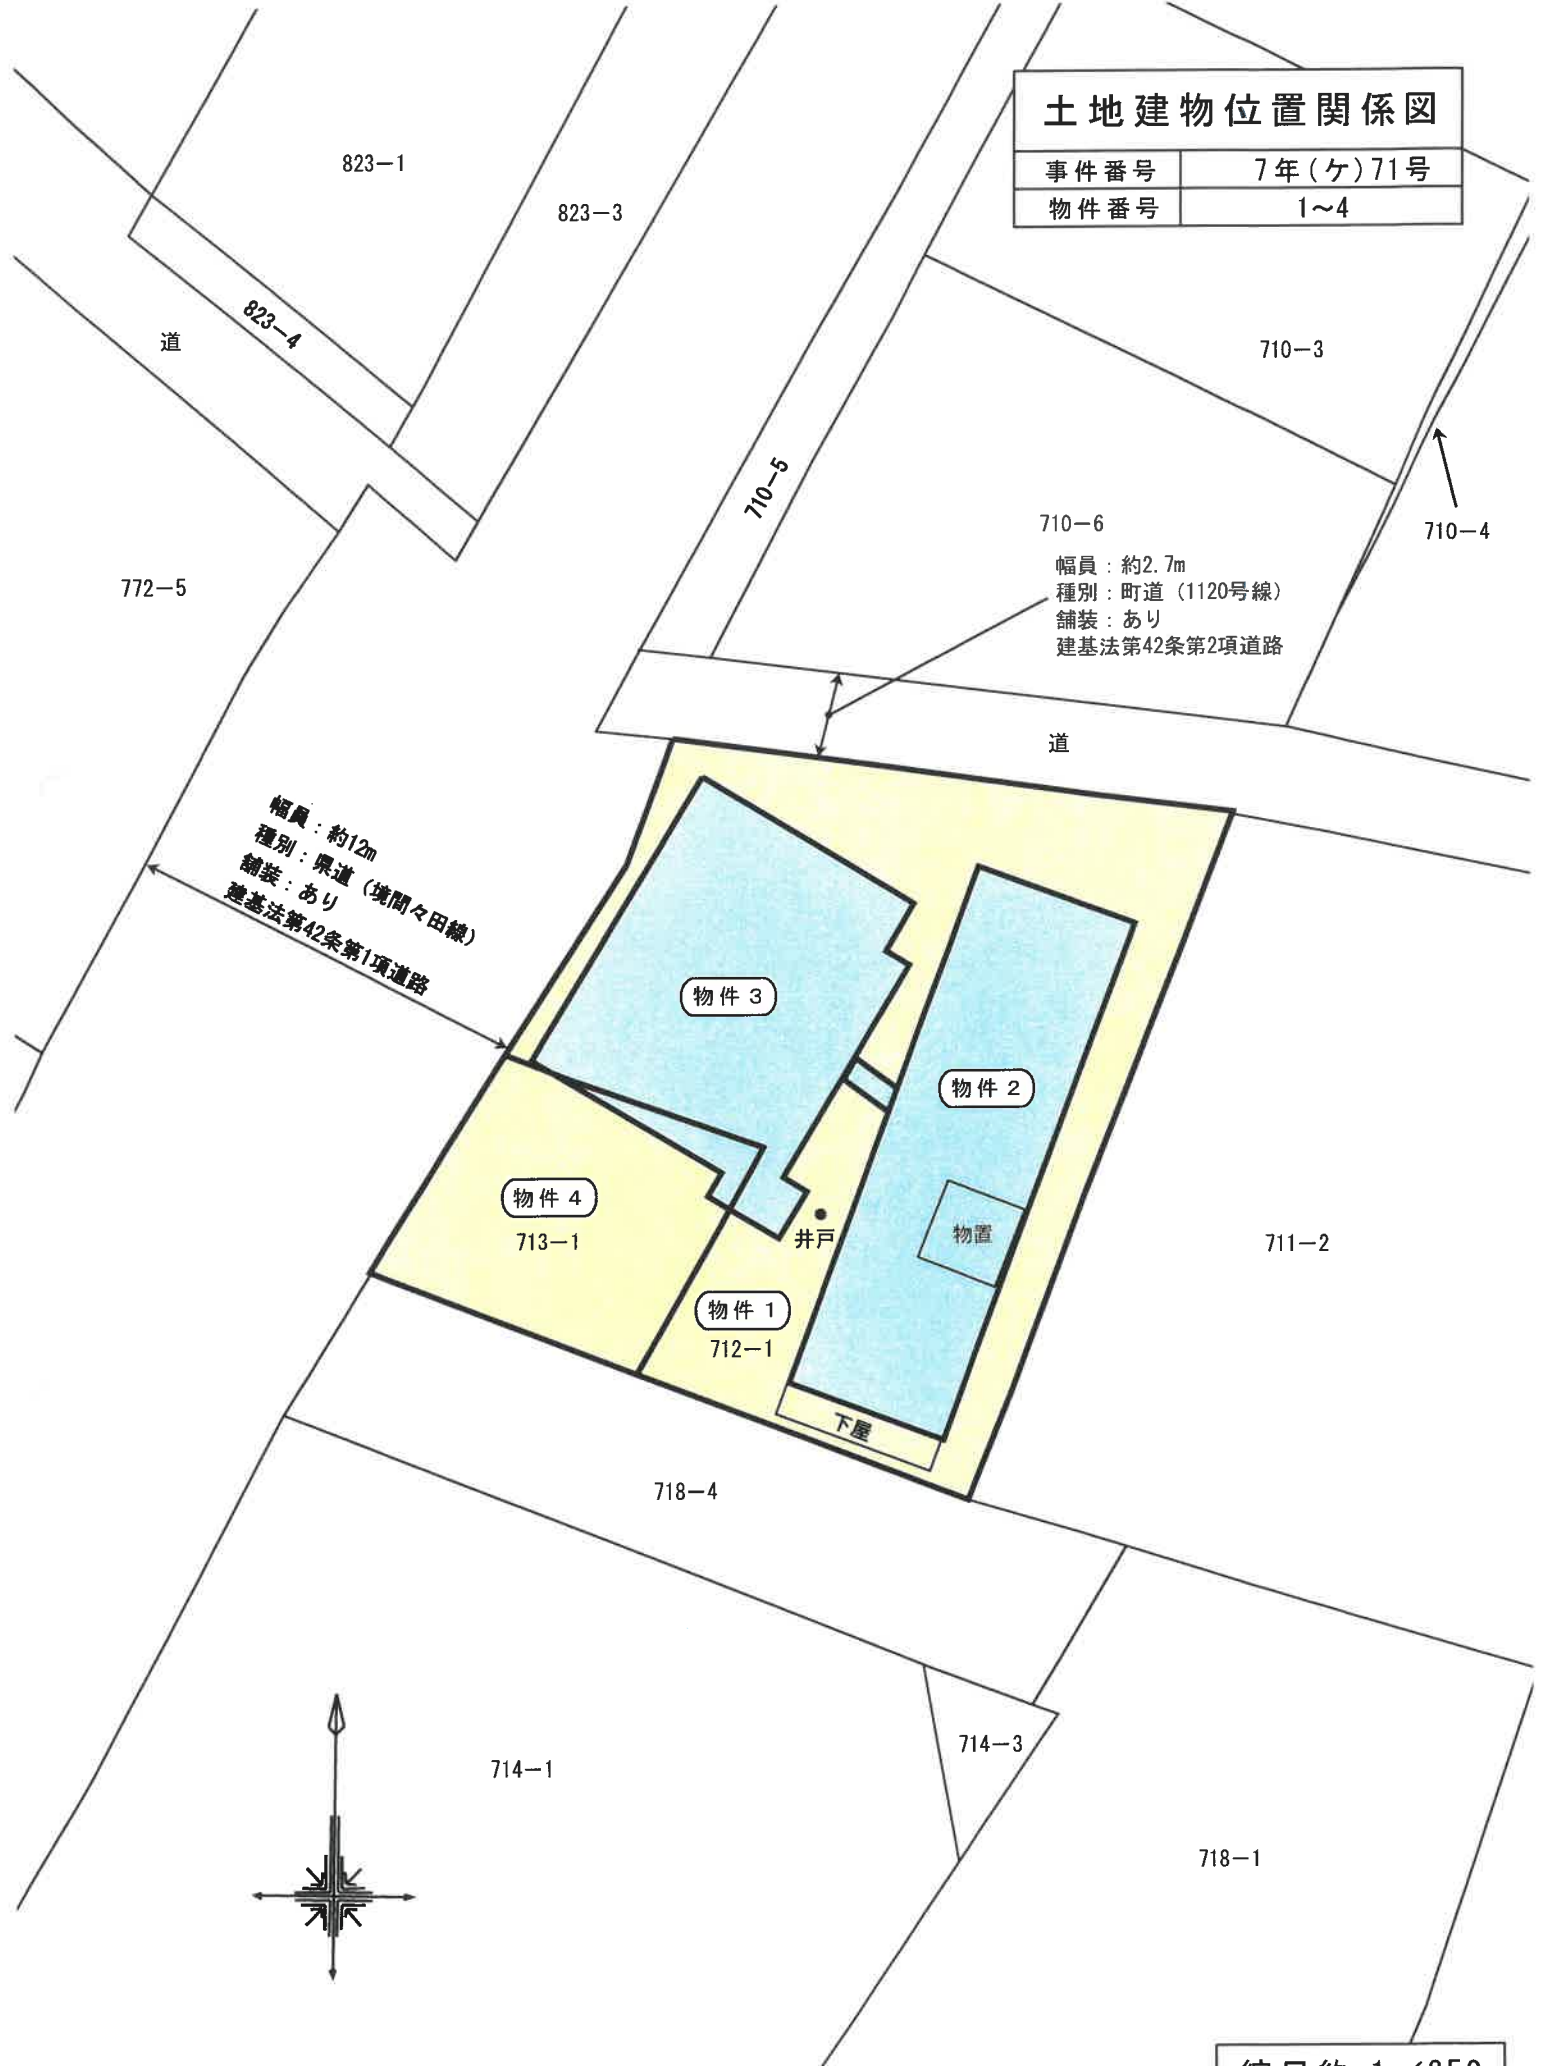 土地建物位置関係図
事件番号 7年(ケ)71号
物件番号 1～4
823－1
823－3
823－4
道
710－3
710－5
710－6
710－4
幅員：約2.7m
種別：町道（1120号線）
舗装：あり
建基法第42条第2項道路
772－5
道
幅員：約12m
種別：県道（境間々田線）
舗装：あり
建基法第42条第1項道路
物件3
物件2
物件4
713－1
井戸
物置
711－2
物件1
712－1
下屋
718－4
714－3
714－1
718－1